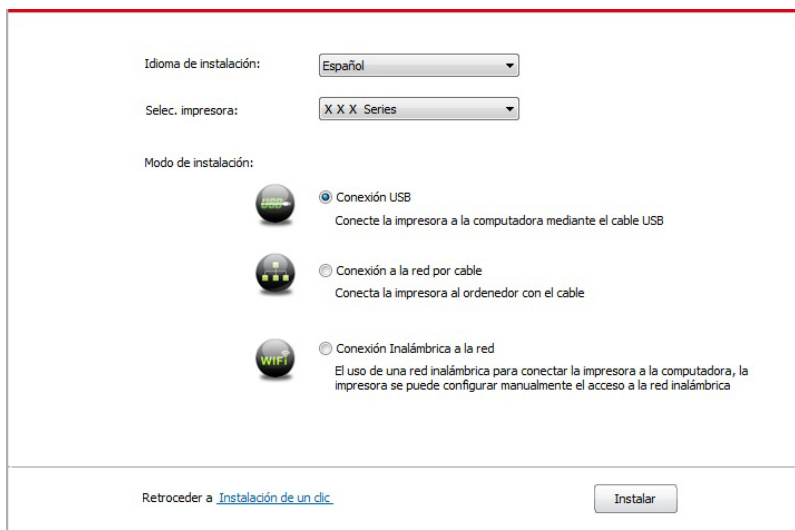 Idioma de instalación:
Español
Selec. impresora:
X X X Series
Modo de instalación:
USB
Conexión USB
Conecte la impresora a la computadora mediante el cable USB
Conexión a la red por cable
Conecta la impresora al ordenedor con el cable
WiFi
Conexión Inalámbrica a la red
El uso de una red inalámbrica para conectar la impresora a la computadora, la
impresora se puede configurar manualmente el acceso a la red inalámbrica
Retroceder a Instalación de un clic
Instalar